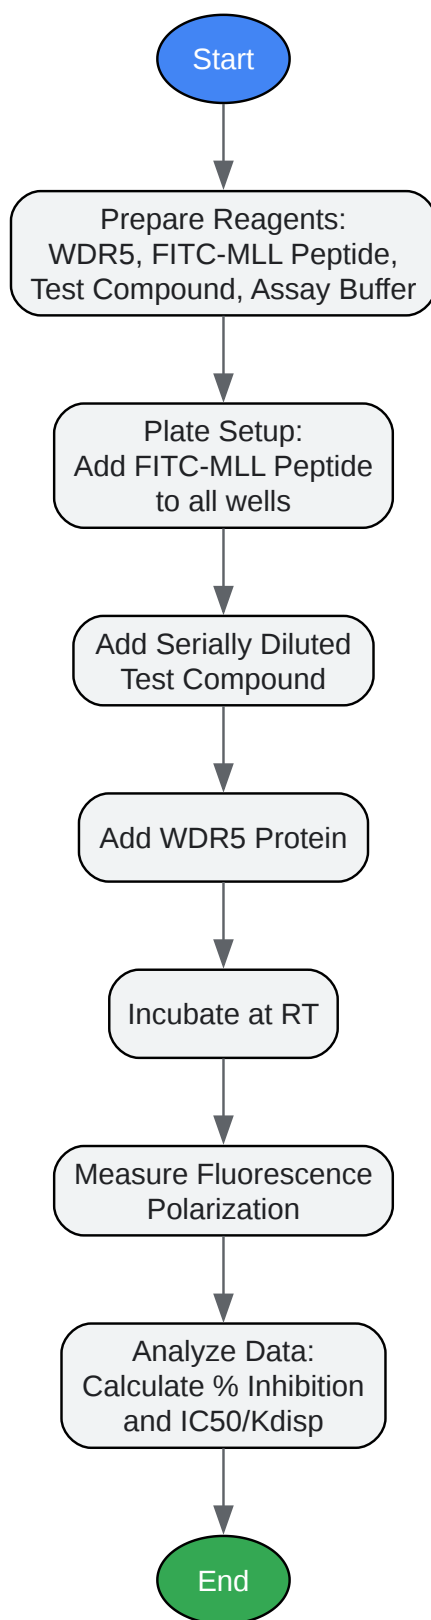 Start
Prepare Reagents:
WDR5, FITC-MLL Peptide,
Test Compound, Assay Buffer
Plate Setup:
Add FITC-MLL Peptide
to all wells
Add Serially Diluted
Test Compound
Add WDR5 Protein
Incubate at RT
Measure Fluorescence
Polarization
Analyze Data:
Calculate % Inhibition
and IC50/Kdisp
End